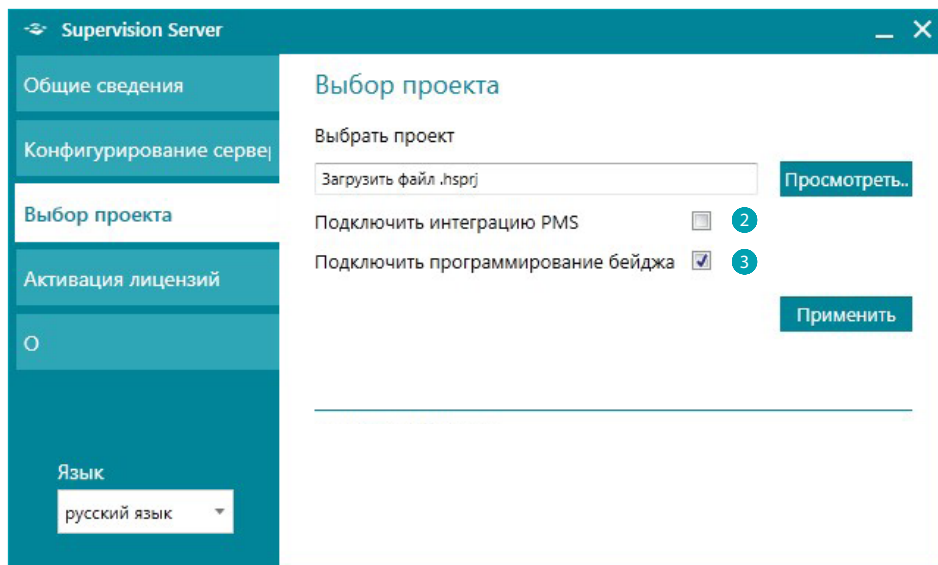 Supervision Server
Общие сведения
Конфигурирование сервер
Выбор проекта
Активация лицензий
О
Язык
русский язык
Выбор проекта
Выбрать проект
Загрузить файл .hsprj
Просмотреть..
Подключить интеграцию PMS
2
Подключить программирование бейджа
3
Применить